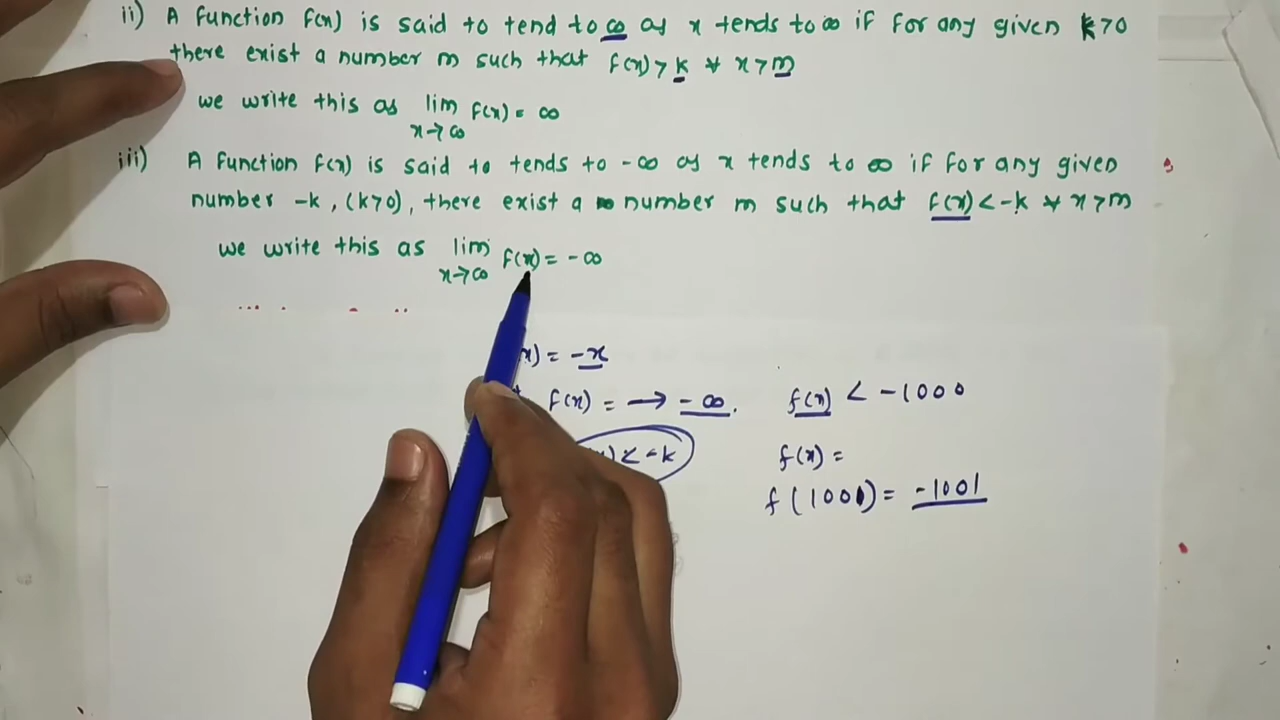 ii) A function f(x) is said to tend to ∞ as x tends to ∞ if for any given k>0
there exist a number m such that f(x) > k ∀ x > m
we write this as lim f(x) = ∞
x→∞
iii) A function f(x) is said to tends to -∞ as x tends to ∞ if for any given
number -k, (k>0), there exist a number m such that f(x) < -k ∀ x > m
we write this as lim f(x) = -∞
x→∞
x) = -x
f(x) = → -∞.
f(x) < -1000
) < -k
f(x) =
f(1001) = -1001